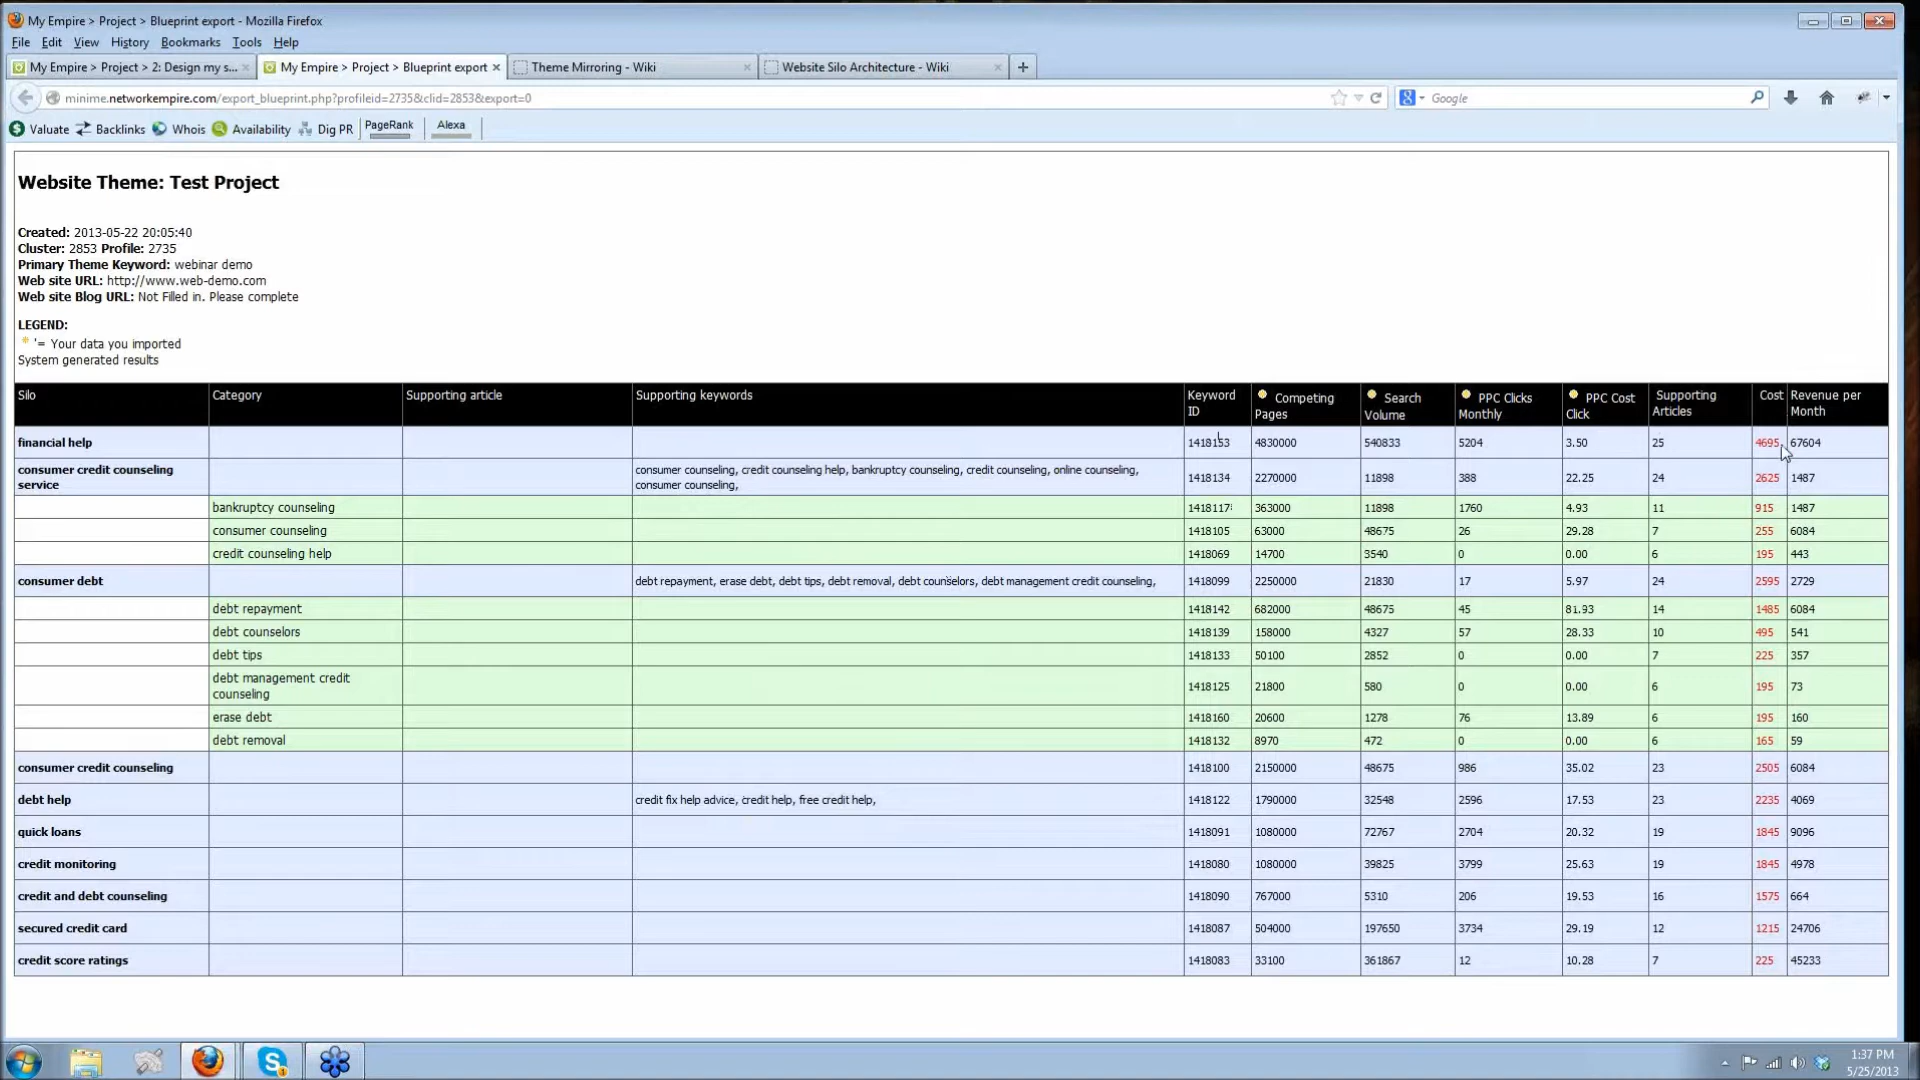 My Empire > Project > Blueprint export - Mozilla Firefox
File Edit View History Bookmarks Tools Help
My Empire > Project > 2: Design my s... My Empire > Project > Blueprint export Theme Mirroring - Wiki Website Silo Architecture - Wiki
minime.networkempire.com/export_blueprint.php?profileid=2735&clid=2853&export=0 Google
Valuate Backlinks Whois Availability Dig PR PageRank Alexa
Website Theme: Test Project
Created: 2013-05-22 20:05:40
Cluster: 2853 Profile: 2735
Primary Theme Keyword: webinar demo
Web site URL: http://www.web-demo.com
Web site Blog URL: Not Filled in. Please complete
LEGEND:
'= Your data you imported
System generated results
Silo Category Supporting article Supporting keywords Keyword ID Competing Pages Search Volume PPC Clicks Monthly PPC Cost Click Supporting Articles Cost Revenue per Month
financial help 1418153 4830000 540833 5204 3.50 25 4695 67604
consumer credit counseling service consumer counseling, credit counseling help, bankruptcy counseling, credit counseling, online counseling, consumer counseling, 1418134 2270000 11898 388 22.25 24 2625 1487
bankruptcy counseling 1418117 363000 11898 1760 4.93 11 915 1487
consumer counseling 1418105 63000 48675 26 29.28 7 255 6084
credit counseling help 1418069 14700 3540 0 0.00 6 195 443
consumer debt debt repayment, erase debt, debt tips, debt removal, debt counselors, debt management credit counseling, 1418099 2250000 21830 17 5.97 24 2595 2729
debt repayment 1418142 682000 48675 45 81.93 14 1485 6084
debt counselors 1418139 158000 4327 57 28.33 10 495 541
debt tips 1418133 50100 2852 0 0.00 7 225 357
debt management credit counseling 1418125 21800 580 0 0.00 6 195 73
erase debt 1418160 20600 1278 76 13.89 6 195 160
debt removal 1418132 8970 472 0 0.00 6 165 59
consumer credit counseling 1418100 2150000 48675 986 35.02 23 2505 6084
debt help credit fix help advice, credit help, free credit help, 1418122 1790000 32548 2596 17.53 23 2235 4069
quick loans 1418091 1080000 72767 2704 20.32 19 1845 9096
credit monitoring 1418080 1080000 39825 3799 25.63 19 1845 4978
credit and debt counseling 1418090 767000 5310 206 19.53 16 1575 664
secured credit card 1418087 504000 197650 3734 29.19 12 1215 24706
credit score ratings 1418083 33100 361867 12 10.28 7 225 45233
1:37 PM
5/25/2013